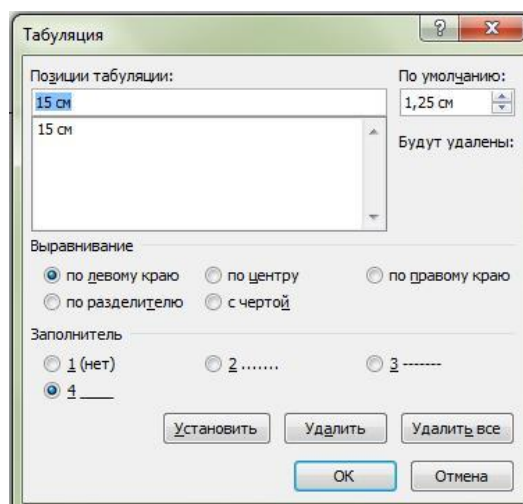 Табуляция
Позиции табуляции:
По умолчанию:
15 см
1,25 см
15 см
Будут удалены:
Выравнивание
по левому краю по центру по правому краю
по разделителю с чертой
Заполнитель
1 (нет) 2 ....... 3 -------
4 ____
Установить Удалить Удалить все
ОК Отмена